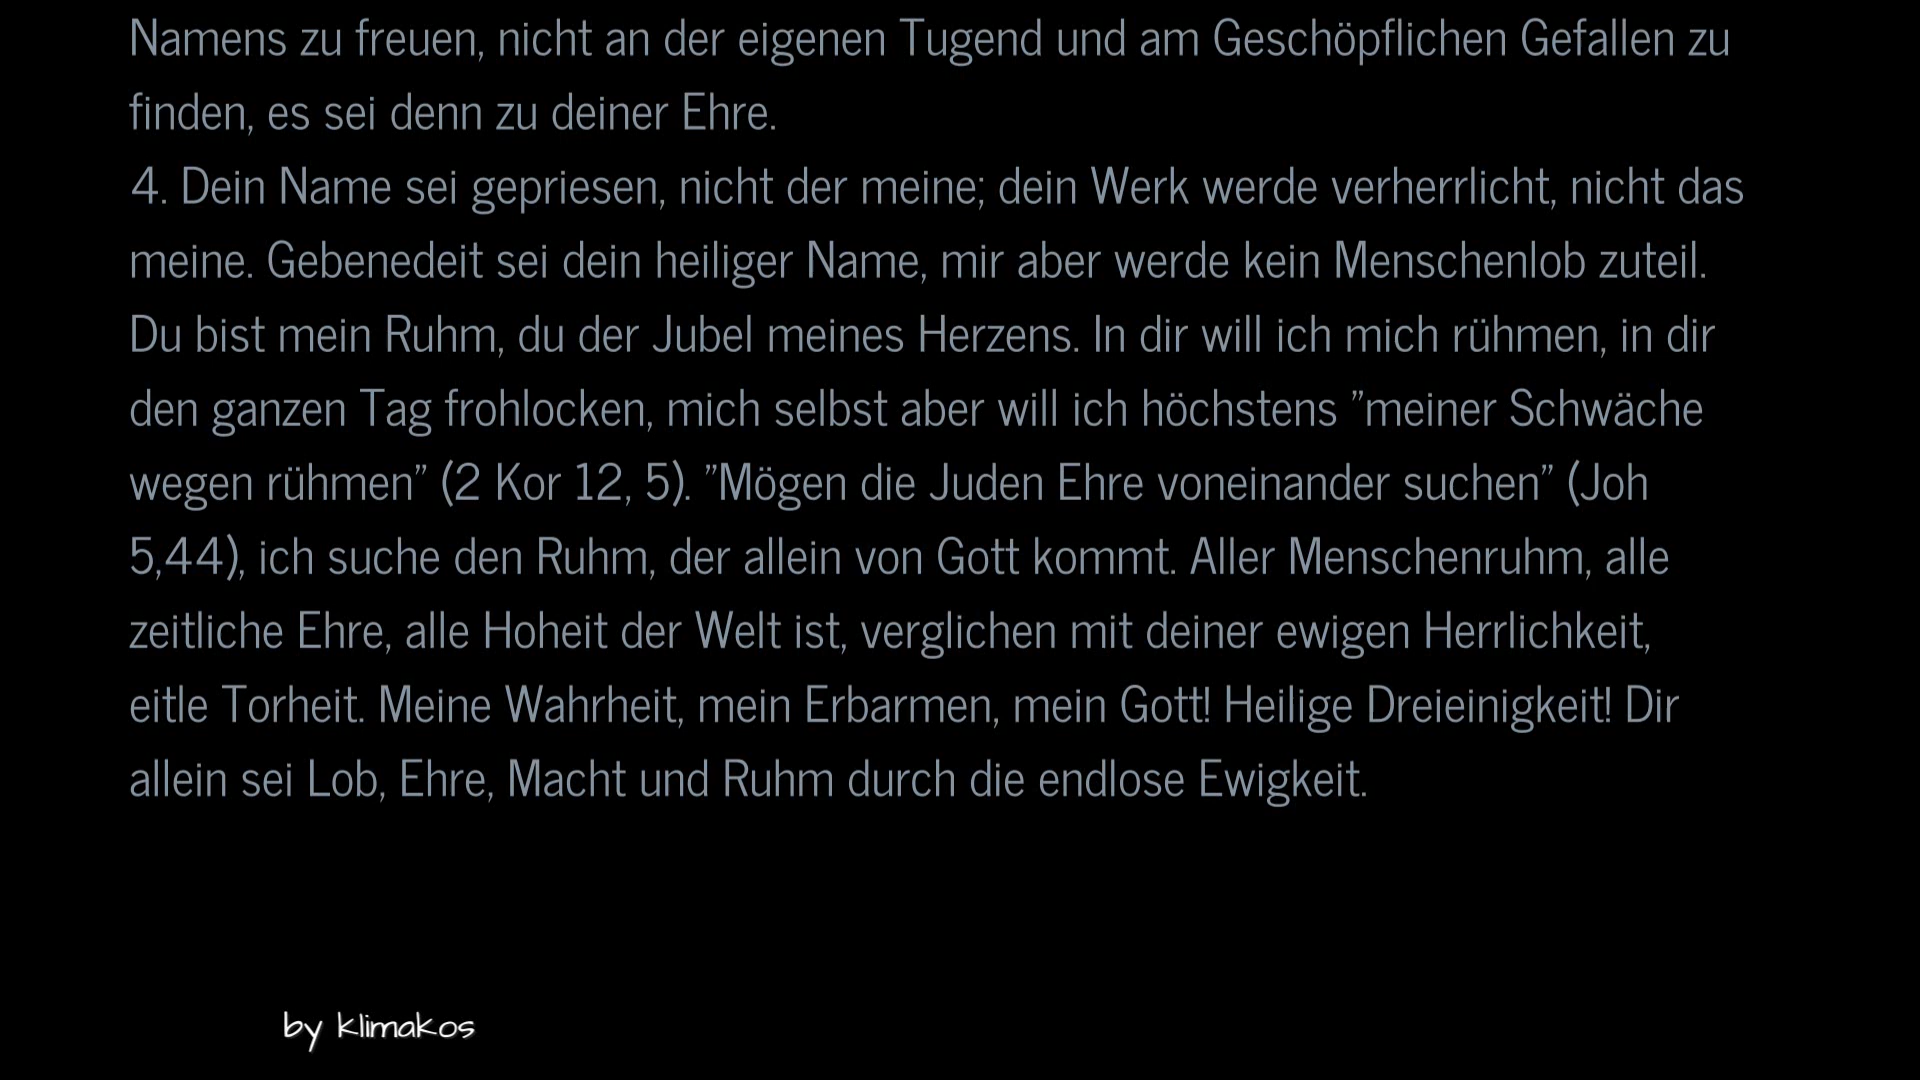 Namens zu freuen, nicht an der eigenen Tugend und am Geschöpflichen Gefallen zu
finden, es sei denn zu deiner Ehre.
4. Dein Name sei gepriesen, nicht der meine; dein Werk werde verherrlicht, nicht das
meine. Gebenedeit sei dein heiliger Name, mir aber werde kein Menschenlob zuteil.
Du bist mein Ruhm, du der Jubel meines Herzens. In dir will ich mich rühmen, in dir
den ganzen Tag frohlocken, mich selbst aber will ich höchstens ”meiner Schwäche
wegen rühmen” (2 Kor 12, 5). ”Mögen die Juden Ehre voneinander suchen” (Joh
5,44), ich suche den Ruhm, der allein von Gott kommt. Aller Menschenruhm, alle
zeitliche Ehre, alle Hoheit der Welt ist, verglichen mit deiner ewigen Herrlichkeit,
eitle Torheit. Meine Wahrheit, mein Erbarmen, mein Gott! Heilige Dreieinigkeit! Dir
allein sei Lob, Ehre, Macht und Ruhm durch die endlose Ewigkeit.
by klimakos